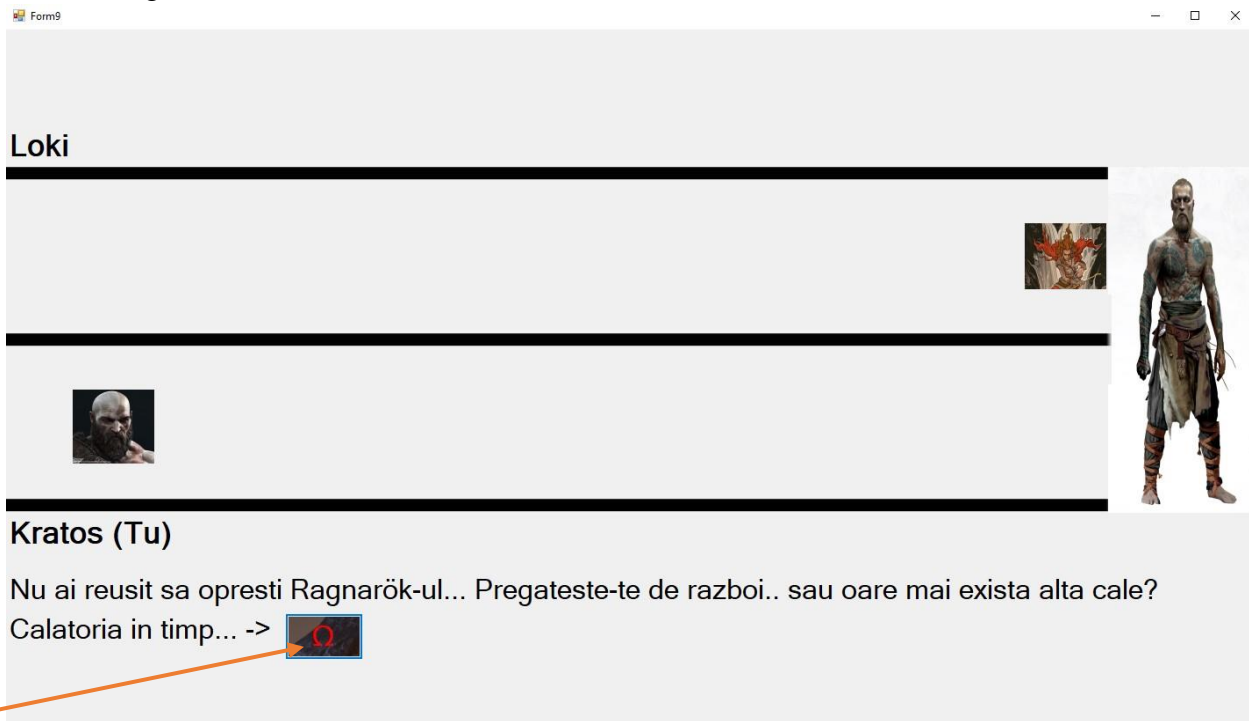 Form9
Loki
Kratos (Tu)
Nu ai reusit sa opresti Ragnarök-ul... Pregateste-te de razboi.. sau oare mai exista alta cale?
Calatoria in timp... -> Ω